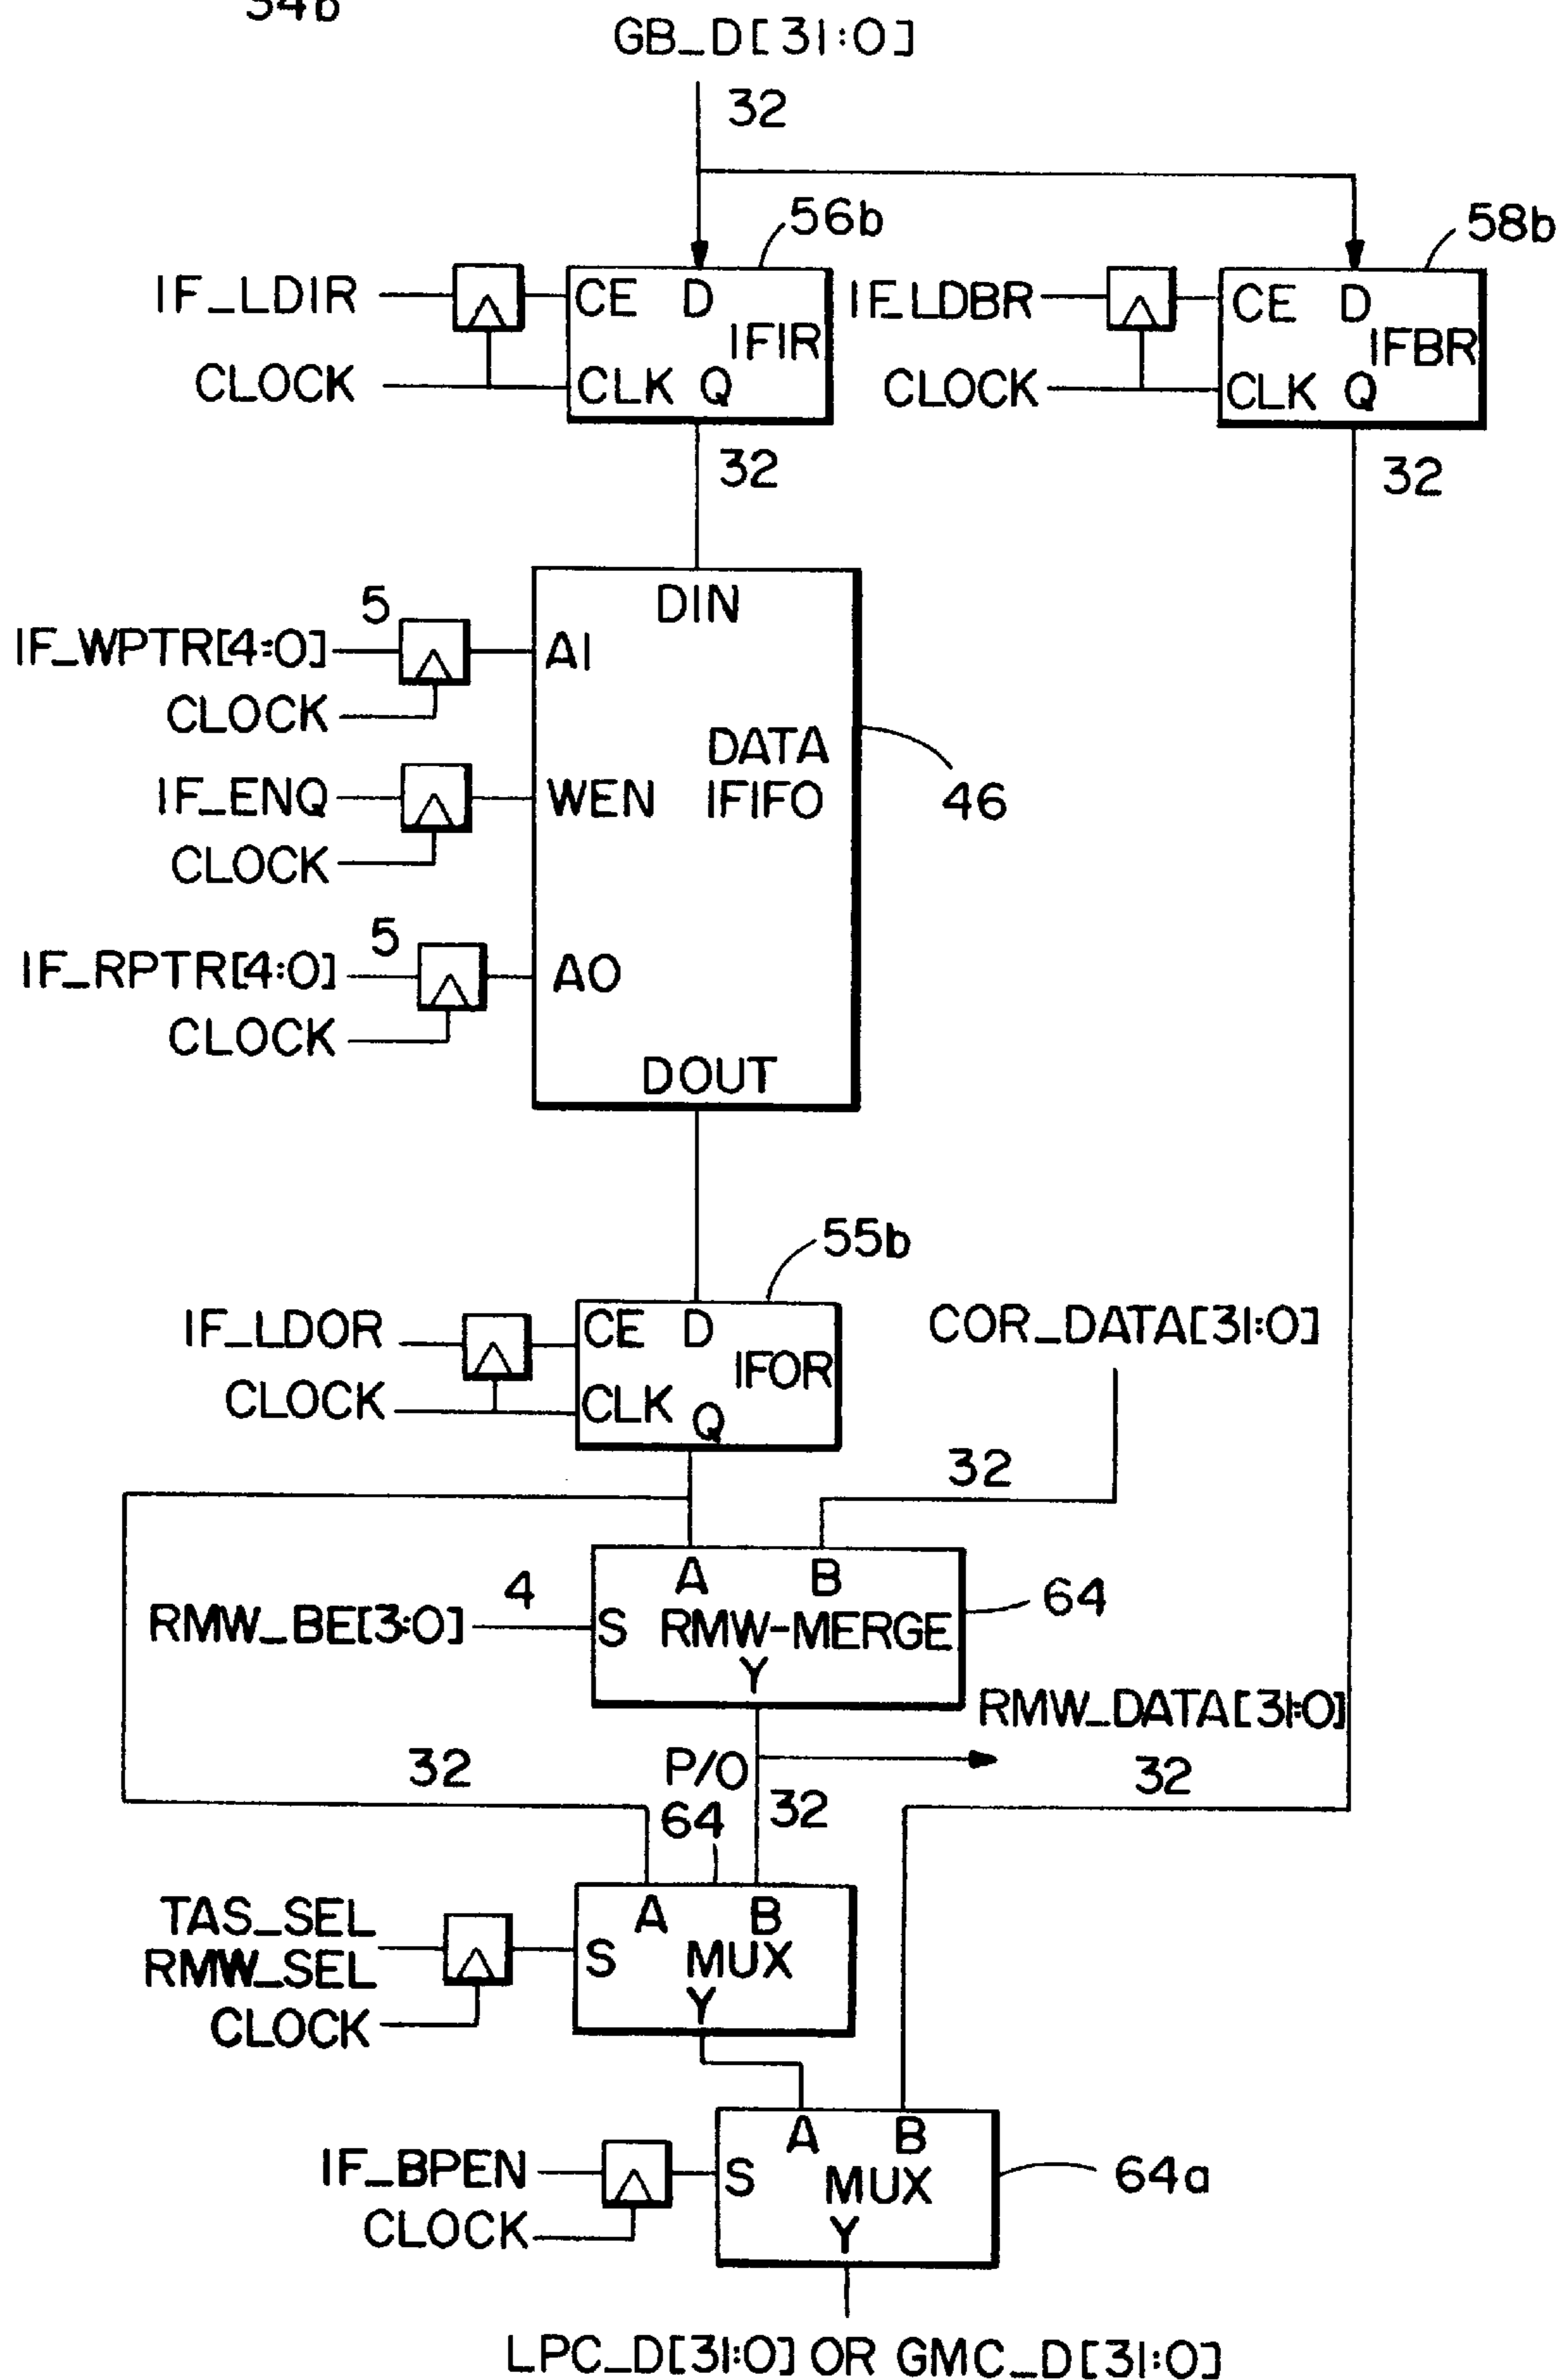 54b
GB_D[31:0]
32
56b
58b
IF_LDIR
CE D
IFIR
CLOCK
CLK Q
IF_LDBR
CE D
IFBR
CLOCK
CLK Q
32
32
DIN
5
IF_WPTR[4:0]
AI
CLOCK
DATA
IFIFO
46
IF_ENQ
WEN
CLOCK
5
IF_RPTR[4:0]
AO
CLOCK
DOUT
55b
IF_LDOR
CE D
IFOR
CLOCK
CLK Q
COR_DATA[31:0]
32
A B
4
RMW_BE[3:0]
S RMW-MERGE
Y
64
RMW_DATA[31:0]
32
P/O
64
32
32
TAS_SEL
RMW_SEL
CLOCK
A B
S MUX
Y
IF_BPEN
CLOCK
A B
S MUX
Y
64a
LPC_D[31:0] OR GMC_D[31:0]